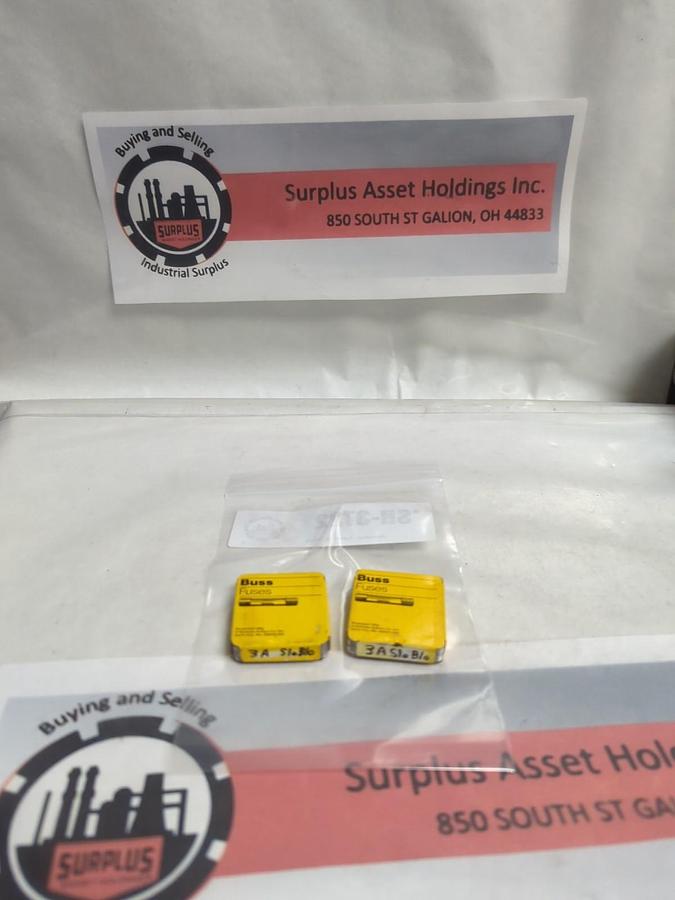 Buying and Selling
SURPLUS
Industrial Surplus
Surplus Asset Holdings Inc.
850 SOUTH ST GALION, OH 44833
Buss
Fuses
3A Slo Blo
Buss
Fuses
3A Slo Blo
Buying and Selling
SURPLUS
Surplus Asset Hol
850 SOUTH ST GA